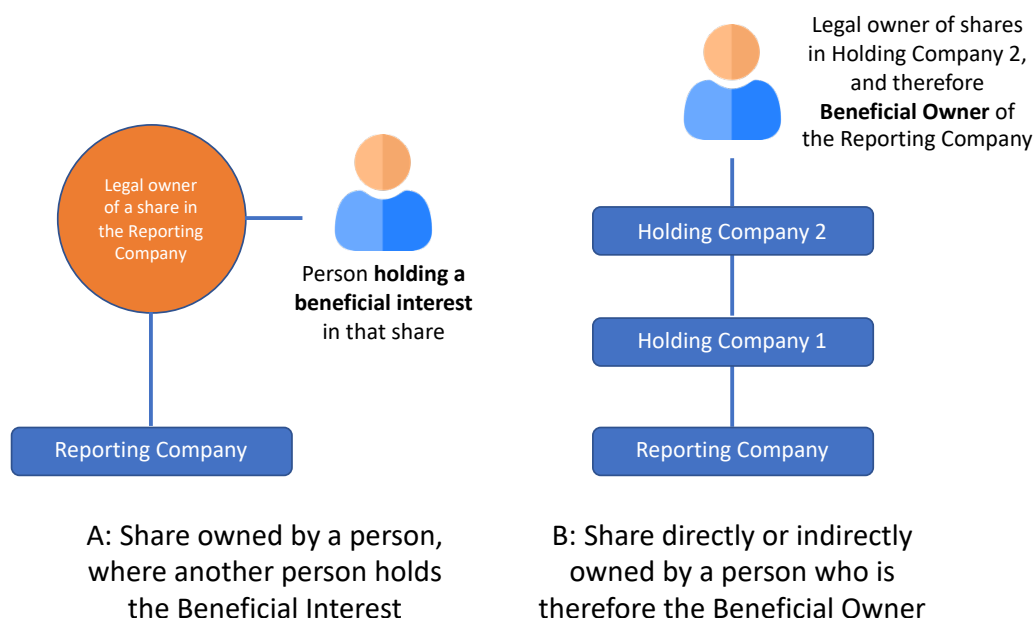 Legal owner
of a share in
the Reporting
Company
Person holding a
beneficial interest
in that share
Reporting Company
A: Share owned by a person,
where another person holds
the Beneficial Interest
Legal owner of shares
in Holding Company 2,
and therefore
Beneficial Owner of
the Reporting Company
Holding Company 2
Holding Company 1
Reporting Company
B: Share directly or indirectly
owned by a person who is
therefore the Beneficial Owner